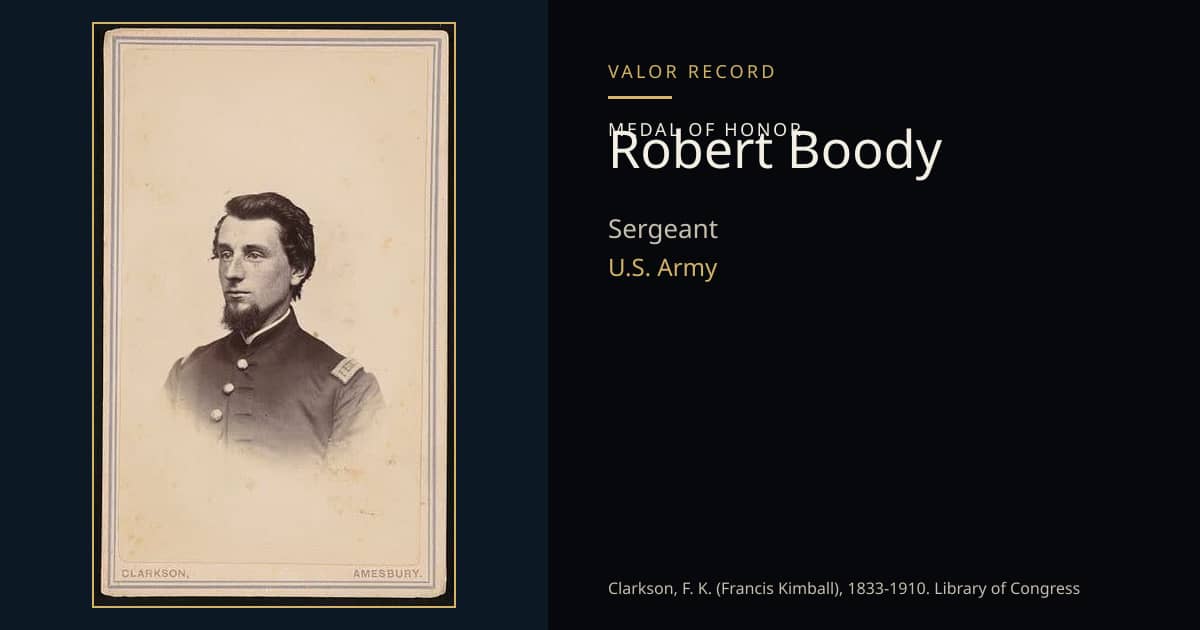 VALOR RECORD
MEDAL OF HONOR
Robert Boody
Sergeant
U.S. Army
CLARKSON, AMESBURY.
Clarkson, F. K. (Francis Kimball), 1833-1910. Library of Congress